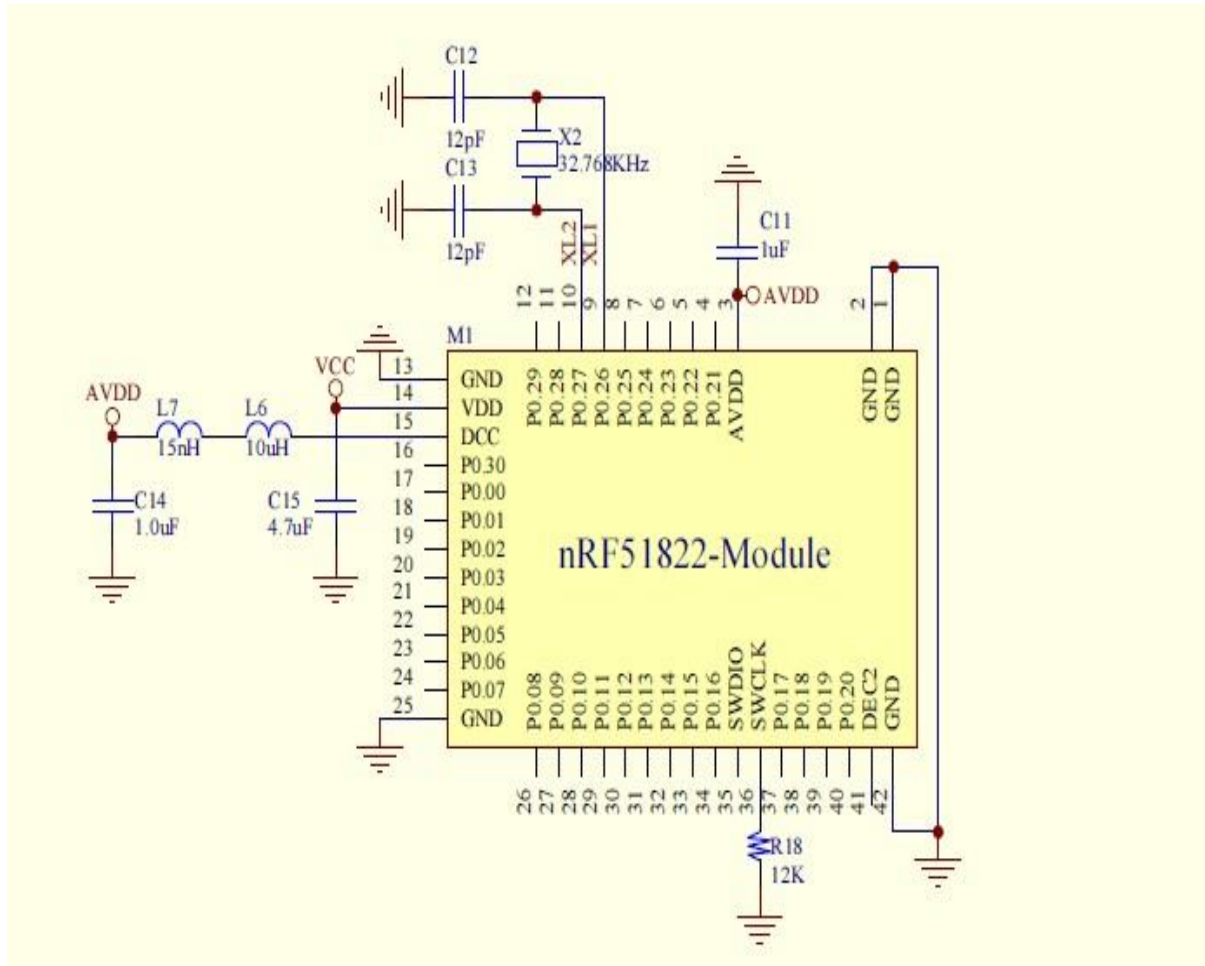 C12
12pF
X2
32.768KHz
C13
12pF
XL2
XL1
C11
1uF
AVDD
12
11
10
9
8
7
6
5
4
3
2
1
M1
P0.29
P0.28
P0.27
P0.26
P0.25
P0.24
P0.23
P0.22
P0.21
AVDD
GND
GND
13 GND
14 VDD
15 DCC
16 P0.30
17 P0.00
18 P0.01
19 P0.02
20 P0.03
21 P0.04
22 P0.05
23 P0.06
24 P0.07
25 GND
VCC
AVDD
L7
15nH
L6
10uH
C14
1.0uF
C15
4.7uF
nRF51822-Module
P0.08
P0.09
P0.10
P0.11
P0.12
P0.13
P0.14
P0.15
P0.16
SWDIO
SWCLK
P0.17
P0.18
P0.19
P0.20
DEC2
GND
26
27
28
29
30
31
32
33
34
35
36
37
38
39
40
41
42
R18
12K